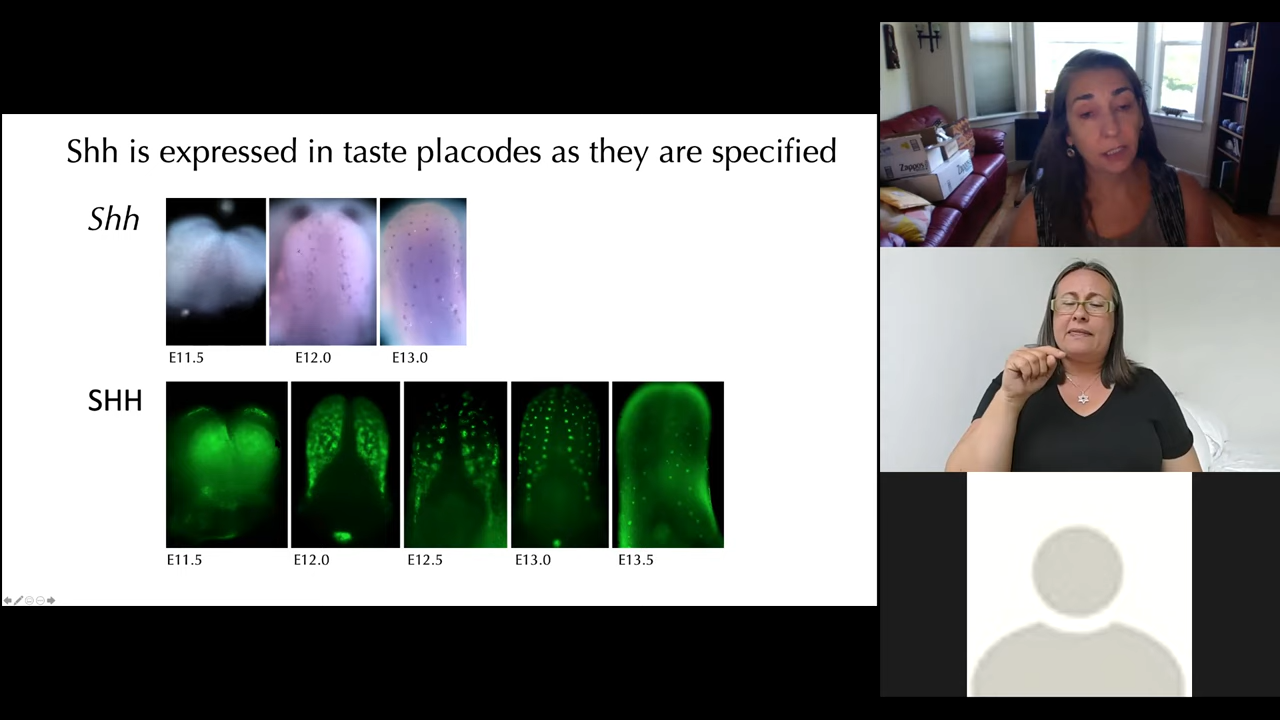 Shh is expressed in taste placodes as they are specified
Shh
E11.5 E12.0 E13.0
SHH
E11.5 E12.0 E12.5 E13.0 E13.5
Zappos